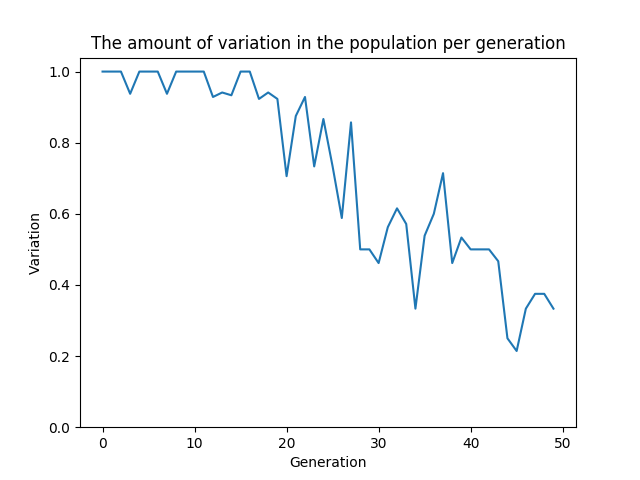 The amount of variation in the population per generation
1.0
0.8
0.6
0.4
0.2
0.0
Variation
0 10 20 30 40 50
Generation